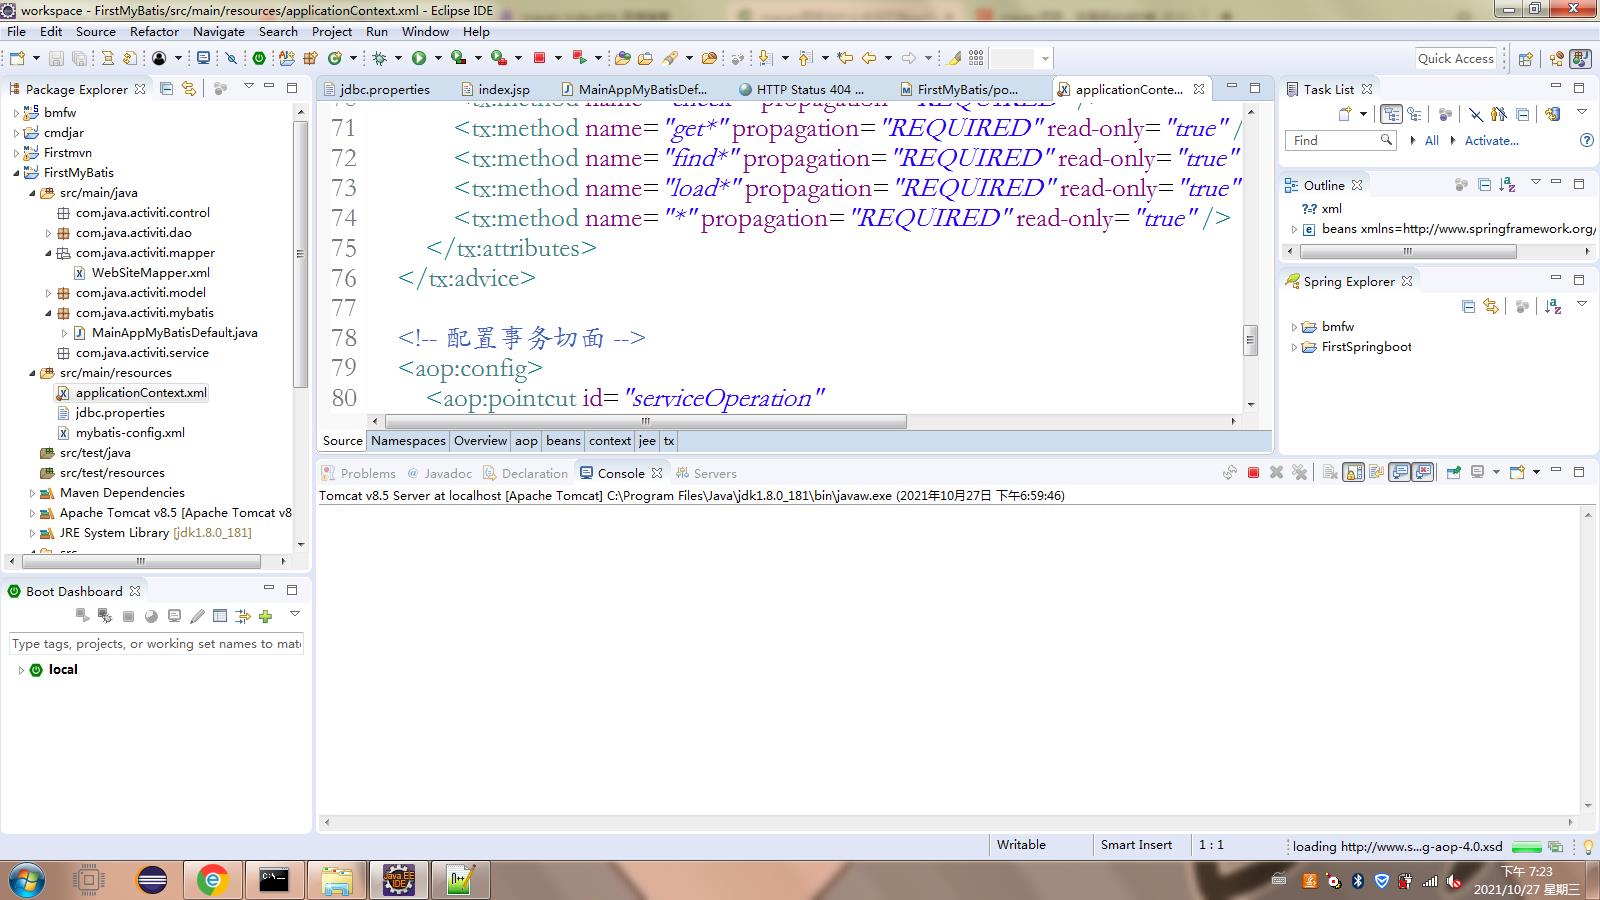 workspace - FirstMyBatis/src/main/resources/applicationContext.xml - Eclipse IDE
File Edit Source Refactor Navigate Search Project Run Window Help
Quick Access
Package Explorer
bmfw
cmdjar
Firstmvn
FirstMyBatis
src/main/java
com.java.activiti.control
com.java.activiti.dao
com.java.activiti.mapper
WebSiteMapper.xml
com.java.activiti.model
com.java.activiti.mybatis
MainAppMyBatisDefault.java
com.java.activiti.service
src/main/resources
applicationContext.xml
jdbc.properties
mybatis-config.xml
src/test/java
src/test/resources
Maven Dependencies
Apache Tomcat v8.5 [Apache Tomcat v8
JRE System Library [jdk1.8.0_181]
src
Boot Dashboard
Type tags, projects, or working set names to mat
local
jdbc.properties index.jsp MainAppMyBatisDef... HTTP Status 404 ... FirstMyBatis/po... applicationConte...
70 <tx:method name="check*" propagation="REQUIRED" />
71 <tx:method name="get*" propagation="REQUIRED" read-only="true" /
72 <tx:method name="find*" propagation="REQUIRED" read-only="true"
73 <tx:method name="load*" propagation="REQUIRED" read-only="true"
74 <tx:method name="*" propagation="REQUIRED" read-only="true" />
75 </tx:attributes>
76 </tx:advice>
77
78 <!-- 配置事务切面 -->
79 <aop:config>
80 <aop:pointcut id="serviceOperation"
Source Namespaces Overview aop beans context jee tx
Problems Javadoc Declaration Console Servers
Tomcat v8.5 Server at localhost [Apache Tomcat] C:\Program Files\Java\jdk1.8.0_181\bin\javaw.exe (2021年10月27日 下午6:59:46)
Task List
Find All Activate...
Outline
xml
beans xmlns=http://www.springframework.org/
Spring Explorer
bmfw
FirstSpringboot
Writable Smart Insert 1 : 1 loading http://www.s...g-aop-4.0.xsd
Java EE
IDE
下午 7:23
2021/10/27 星期三